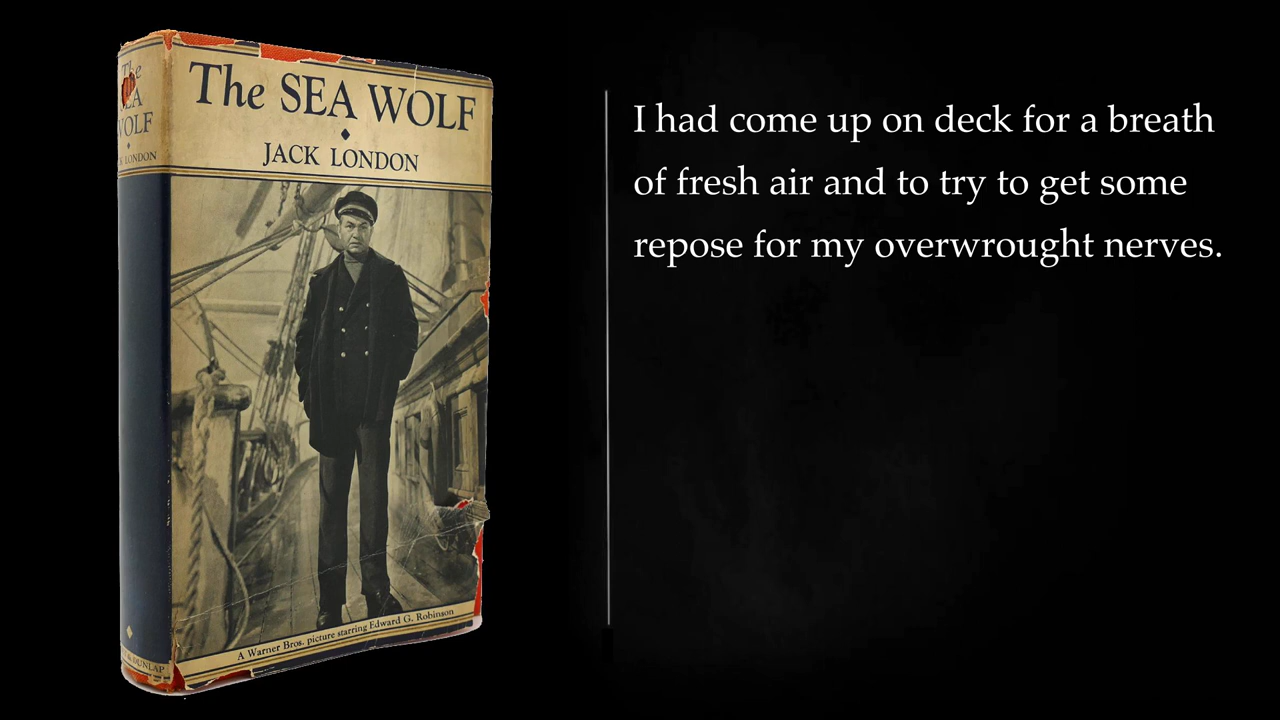 The SEA WOLF
JACK LONDON
A Warner Bros. picture starring Edward G. Robinson
The
SEA
WOLF
LONDON
DUNLAP
I had come up on deck for a breath
of fresh air and to try to get some
repose for my overwrought nerves.